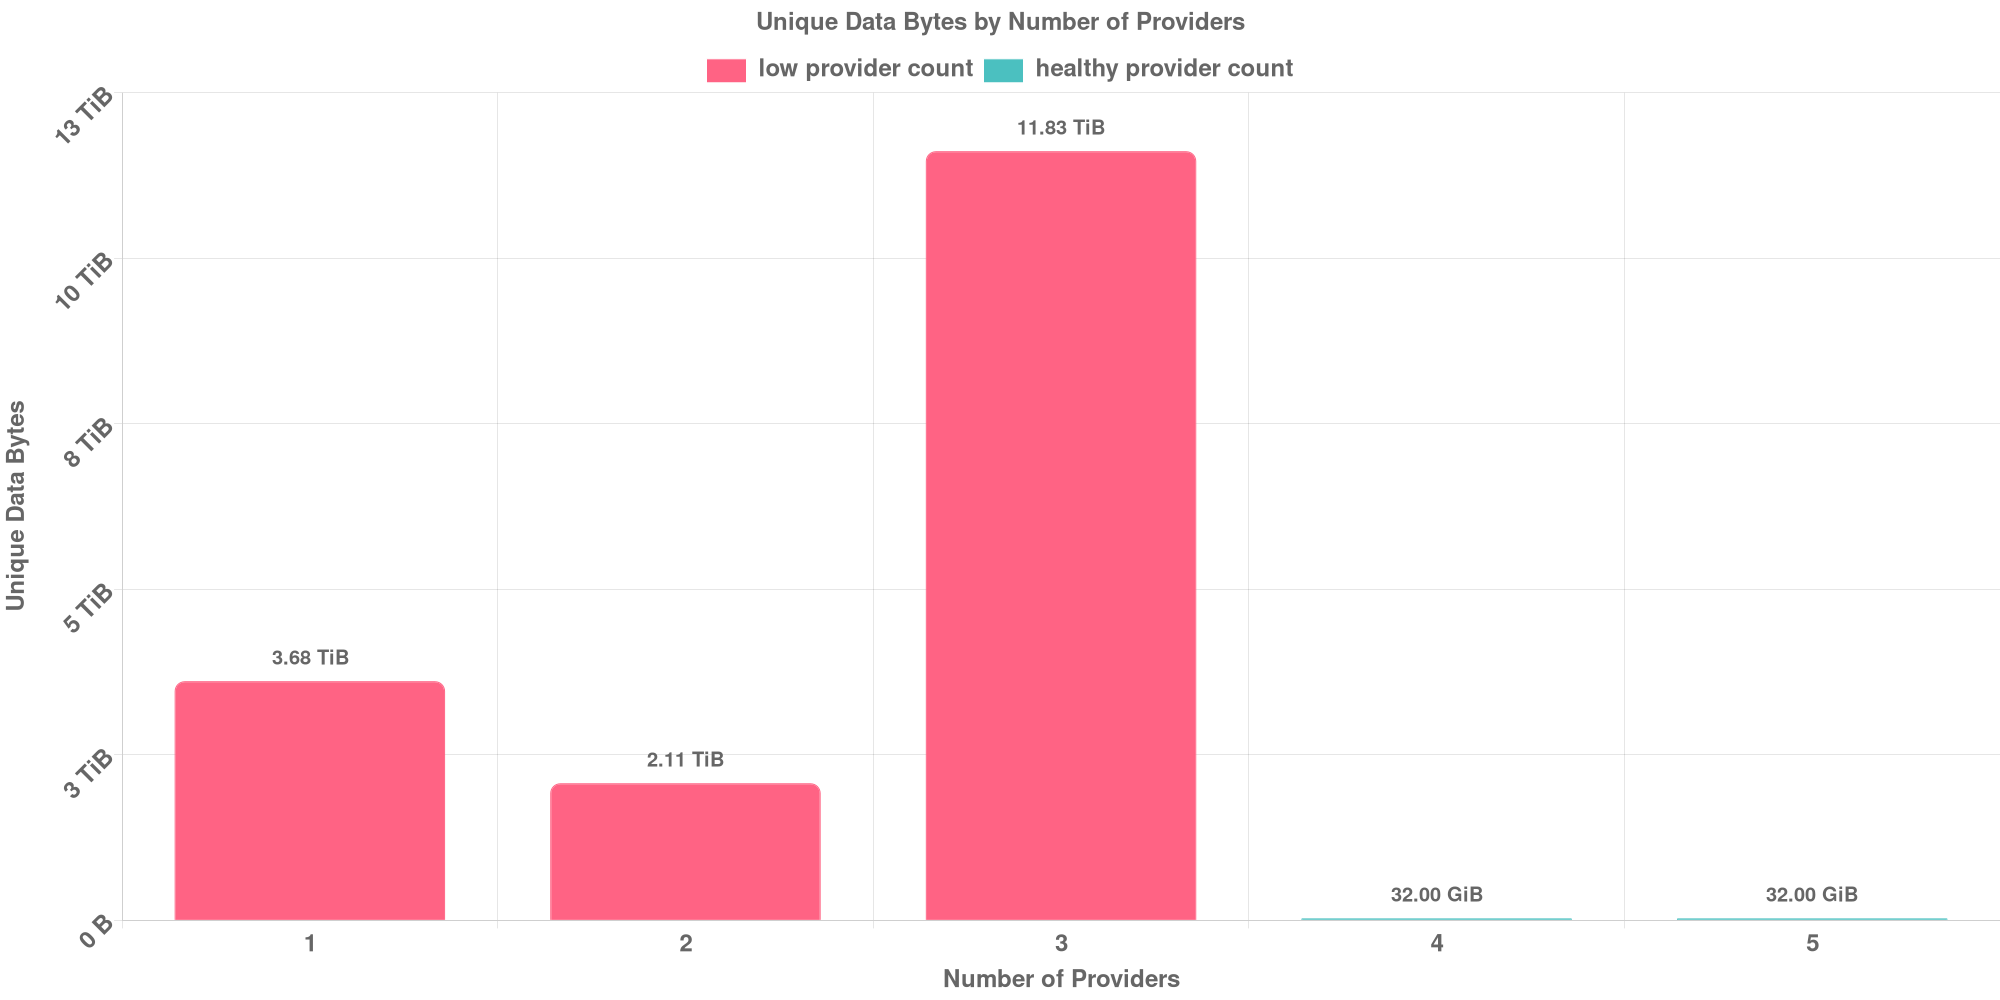 Unique Data Bytes by Number of Providers
low provider count
healthy provider count
13 TiB
10 TiB
8 TiB
5 TiB
3 TiB
0 B
Unique Data Bytes
3.68 TiB
2.11 TiB
11.83 TiB
32.00 GiB
32.00 GiB
1
2
3
4
5
Number of Providers